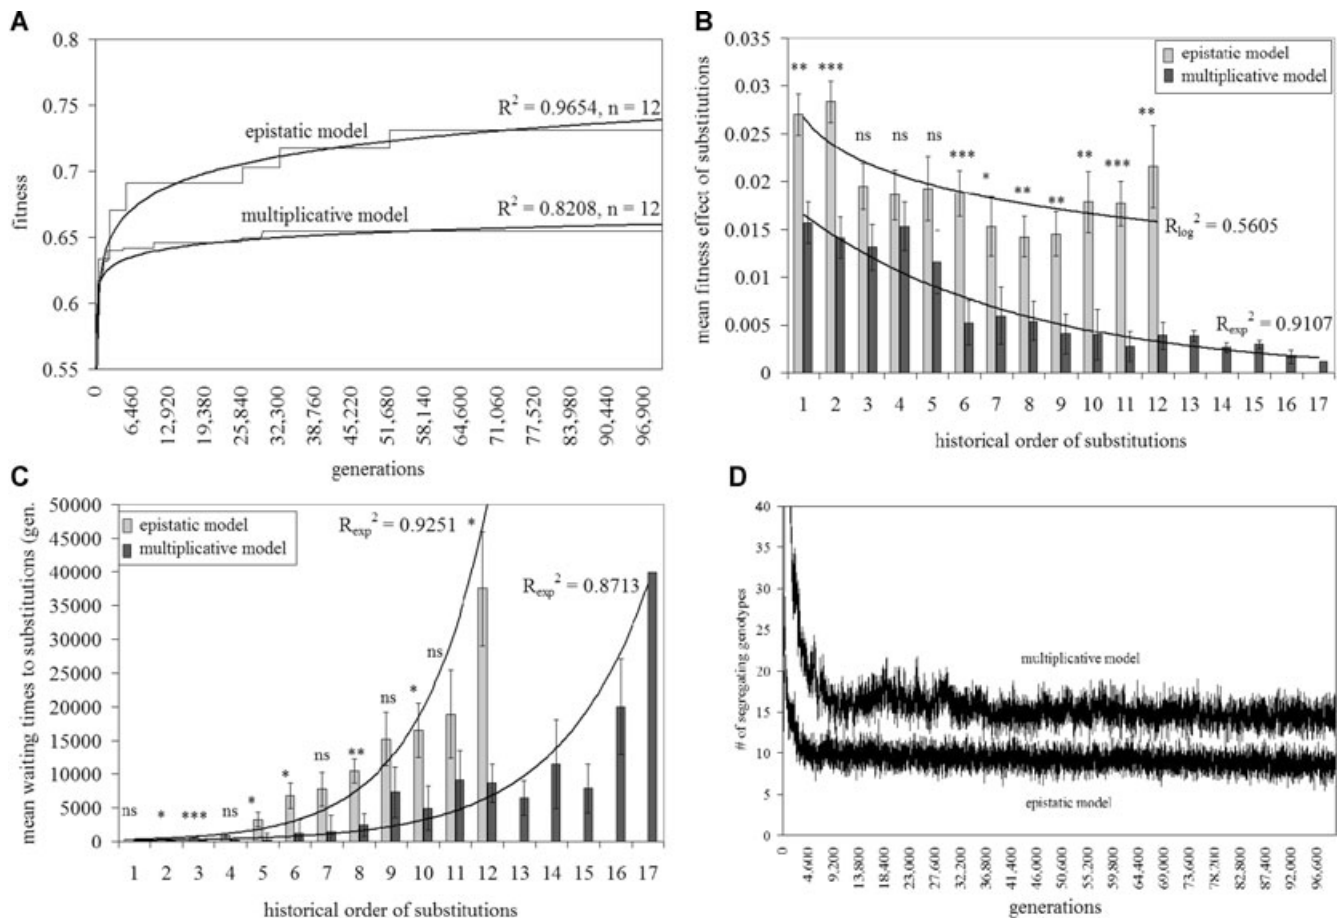 A
0.8
0.75
0.7
0.65
0.6
0.55
fitness
R² = 0.9654, n = 12
epistatic model
R² = 0.8208, n = 12
multiplicative model
0
6,460
12,920
19,380
25,840
32,300
38,760
45,220
51,680
58,140
64,600
71,060
77,520
83,980
90,440
96,900
generations
B
0.035
0.03
0.025
0.02
0.015
0.01
0.005
0
mean fitness effect of substitutions
epistatic model
multiplicative model
** *** ns ns ns *** * ** ** ** *** **
R_log² = 0.5605
R_exp² = 0.9107
1 2 3 4 5 6 7 8 9 10 11 12 13 14 15 16 17
historical order of substitutions
C
50000
45000
40000
35000
30000
25000
20000
15000
10000
5000
0
mean waiting times to substitutions (gen.
epistatic model
multiplicative model
R_exp² = 0.9251
R_exp² = 0.8713
ns * *** ns * * ns ** ns * ns *
1 2 3 4 5 6 7 8 9 10 11 12 13 14 15 16 17
historical order of substitutions
D
40
35
30
25
20
15
10
5
0
# of segregating genotypes
multiplicative model
epistatic model
0
4,600
9,200
13,800
18,400
23,000
27,600
32,200
36,800
41,400
46,000
50,600
55,200
59,800
64,400
69,000
73,600
78,200
82,800
87,400
92,000
96,600
generations